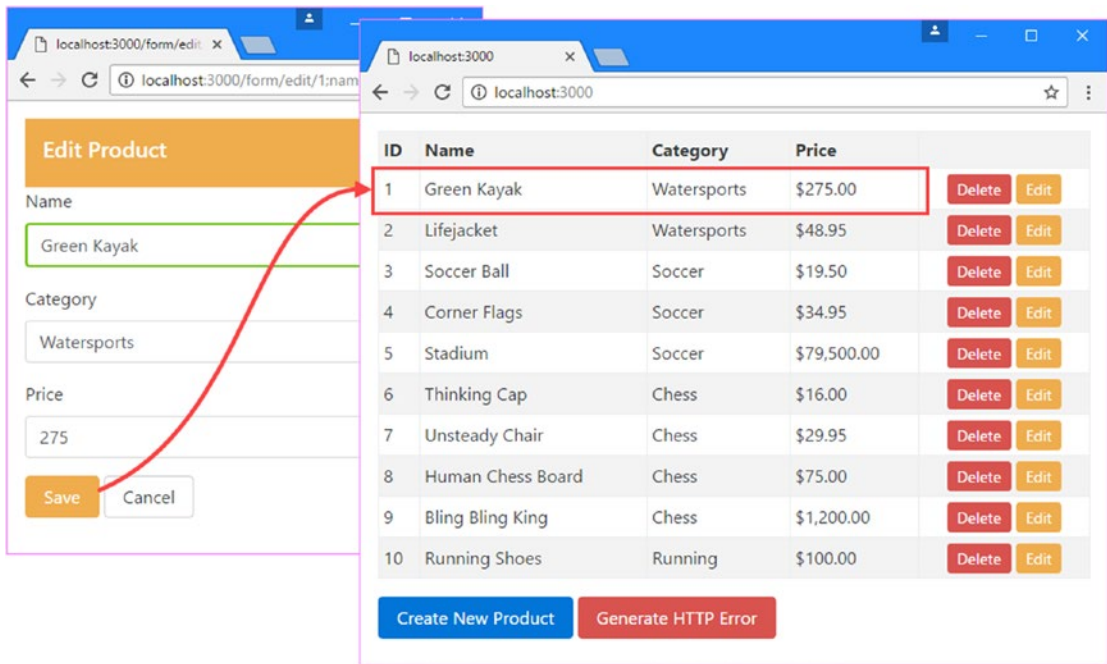 localhost:3000/form/edit
localhost:3000/form/edit/1;nam
Edit Product
Name
Green Kayak
Category
Watersports
Price
275
Save Cancel
localhost:3000
localhost:3000
ID Name Category Price
1 Green Kayak Watersports $275.00 Delete Edit
2 Lifejacket Watersports $48.95 Delete Edit
3 Soccer Ball Soccer $19.50 Delete Edit
4 Corner Flags Soccer $34.95 Delete Edit
5 Stadium Soccer $79,500.00 Delete Edit
6 Thinking Cap Chess $16.00 Delete Edit
7 Unsteady Chair Chess $29.95 Delete Edit
8 Human Chess Board Chess $75.00 Delete Edit
9 Bling Bling King Chess $1,200.00 Delete Edit
10 Running Shoes Running $100.00 Delete Edit
Create New Product Generate HTTP Error